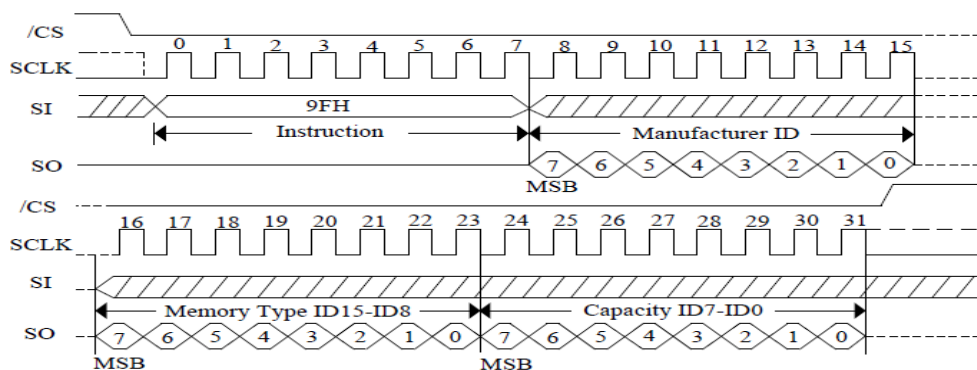 /CS
0 1 2 3 4 5 6 7 8 9 10 11 12 13 14 15
SCLK
SI 9FH
Instruction Manufacturer ID
SO 7 6 5 4 3 2 1 0
MSB
/CS
16 17 18 19 20 21 22 23 24 25 26 27 28 29 30 31
SCLK
SI
Memory Type ID15-ID8 Capacity ID7-ID0
SO 7 6 5 4 3 2 1 0 7 6 5 4 3 2 1 0
MSB MSB